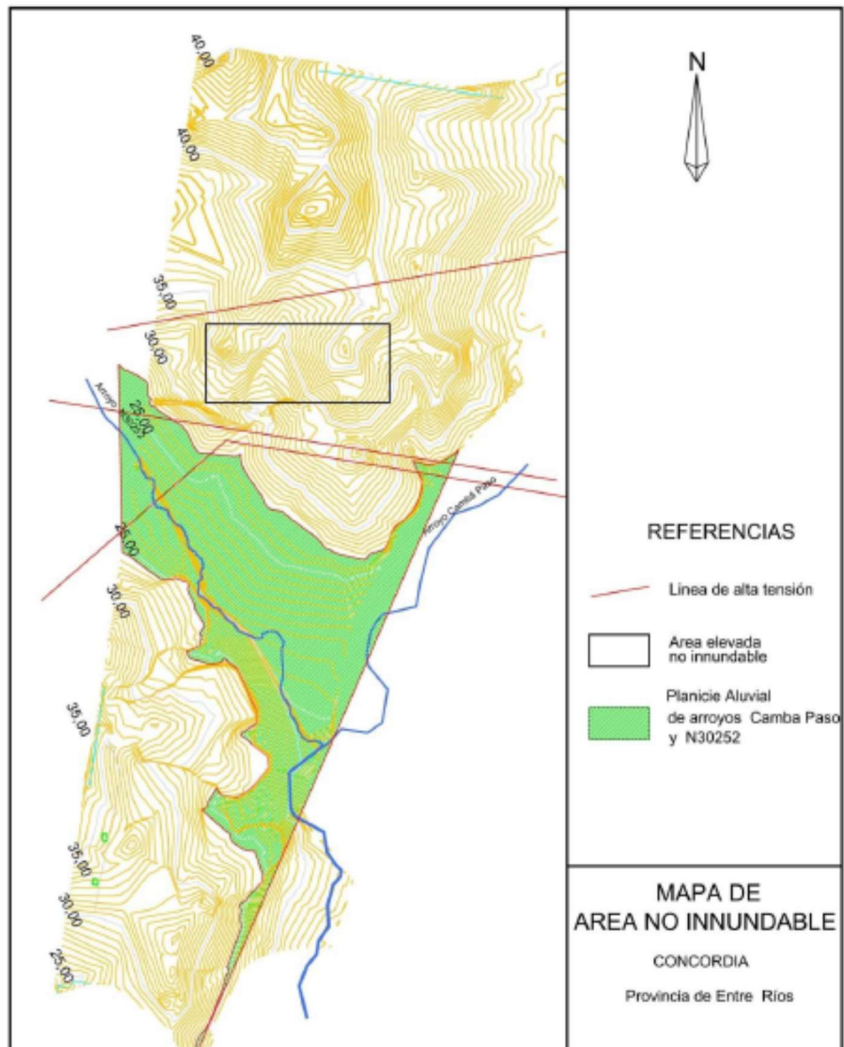 40,00
40,00
35,00
30,00
Arroyo N30252
25,00
25,00
30,00
35,00
35,00
30,00
25,00
Arroyo Camba Paso
N
REFERENCIAS
Linea de alta tensión
Area elevada
no innundable
Planicie Aluvial
de arroyos Camba Paso
y N30252
MAPA DE
AREA NO INNUNDABLE
CONCORDIA
Provincia de Entre Ríos